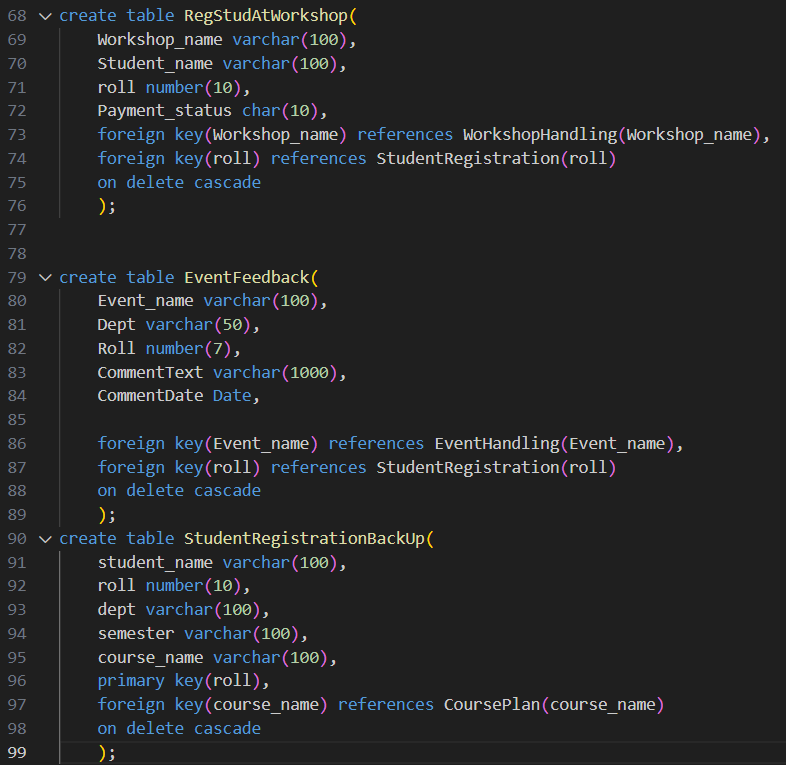 68 create table RegStudAtWorkshop(
69 Workshop_name varchar(100),
70 Student_name varchar(100),
71 roll number(10),
72 Payment_status char(10),
73 foreign key(Workshop_name) references WorkshopHandling(Workshop_name),
74 foreign key(roll) references StudentRegistration(roll)
75 on delete cascade
76 );
77
78
79 create table EventFeedback(
80 Event_name varchar(100),
81 Dept varchar(50),
82 Roll number(7),
83 CommentText varchar(1000),
84 CommentDate Date,
85
86 foreign key(Event_name) references EventHandling(Event_name),
87 foreign key(roll) references StudentRegistration(roll)
88 on delete cascade
89 );
90 create table StudentRegistrationBackUp(
91 student_name varchar(100),
92 roll number(10),
93 dept varchar(100),
94 semester varchar(100),
95 course_name varchar(100),
96 primary key(roll),
97 foreign key(course_name) references CoursePlan(course_name)
98 on delete cascade
99 );